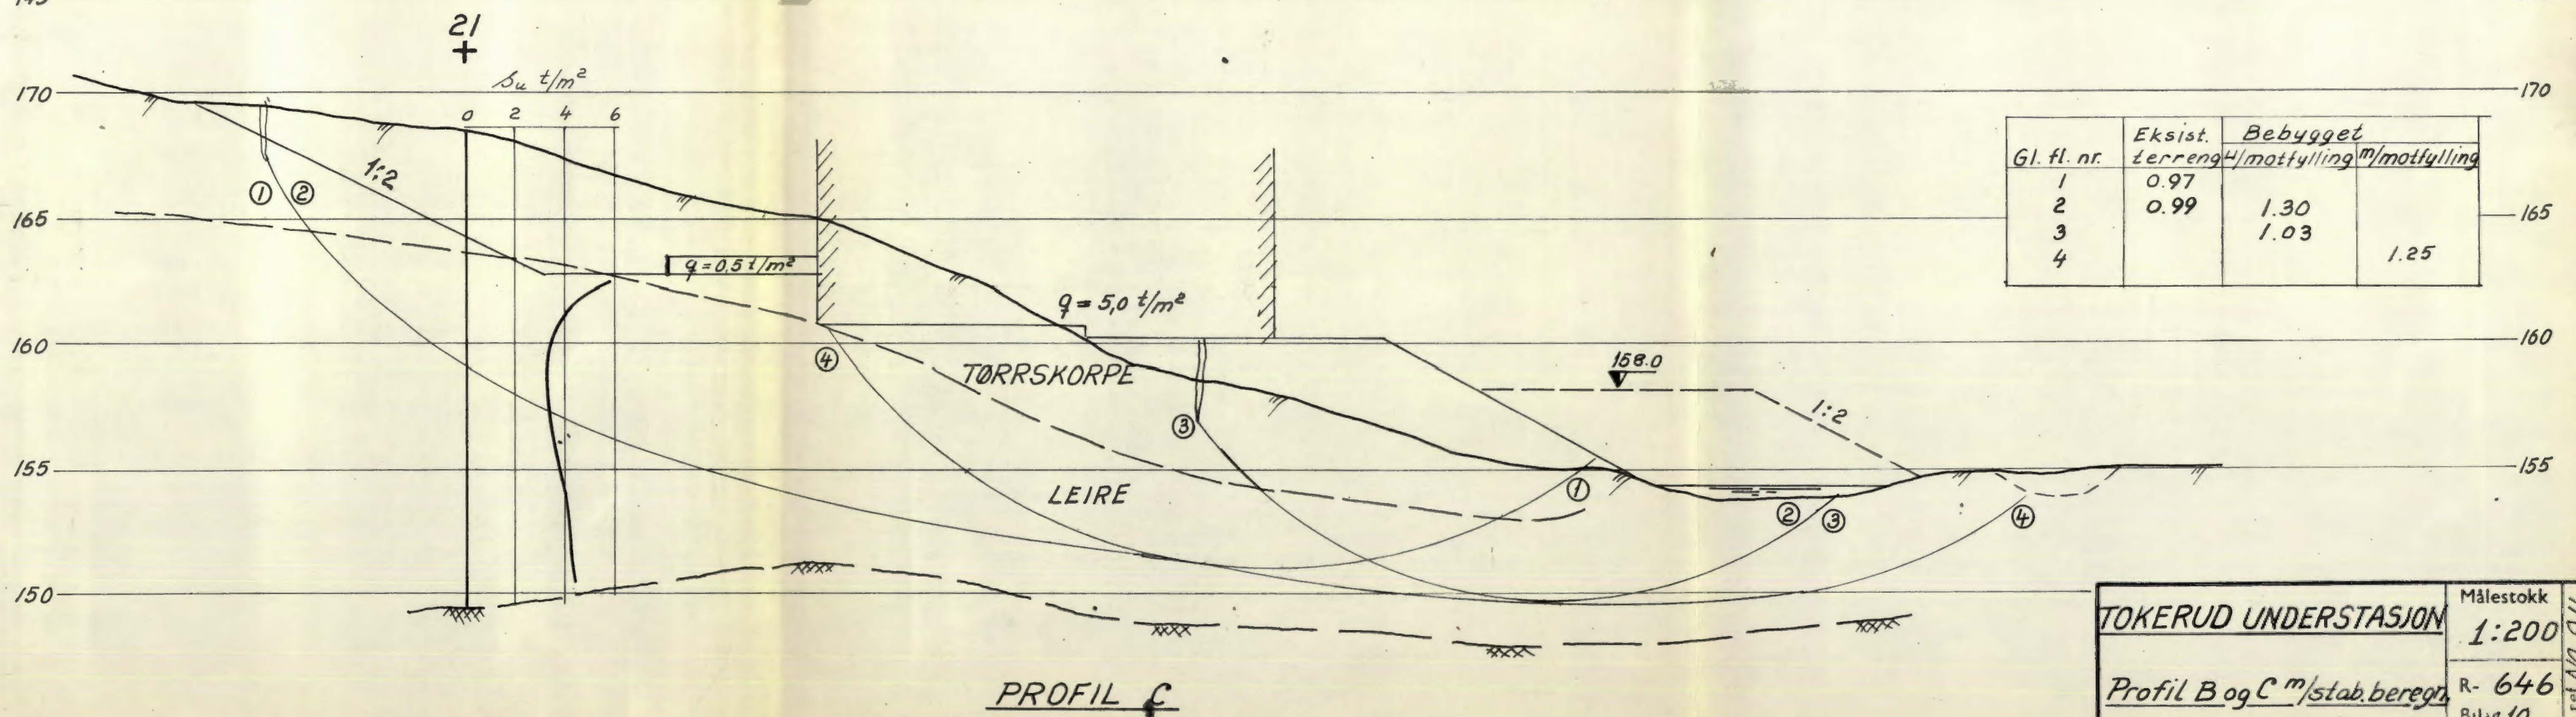 21
+
su t/m²
170
170
0 2 4 6
1:2
① ②
165
165
q = 0,5 t/m²
q = 5,0 t/m²
Gl. fl. nr.
Eksist. terreng
Bebygget
u/motfylling m/motfylling
1 0.97
2 0.99 1.30
3 1.03
4 1.25
160
160
④
TØRRSKORPE
158.0
1:2
③
155
155
LEIRE
①
② ③
④
150
PROFIL C
TOKERUD UNDERSTASJON
Målestokk
1:200
Profil B og C m/stab.beregn.
R- 646